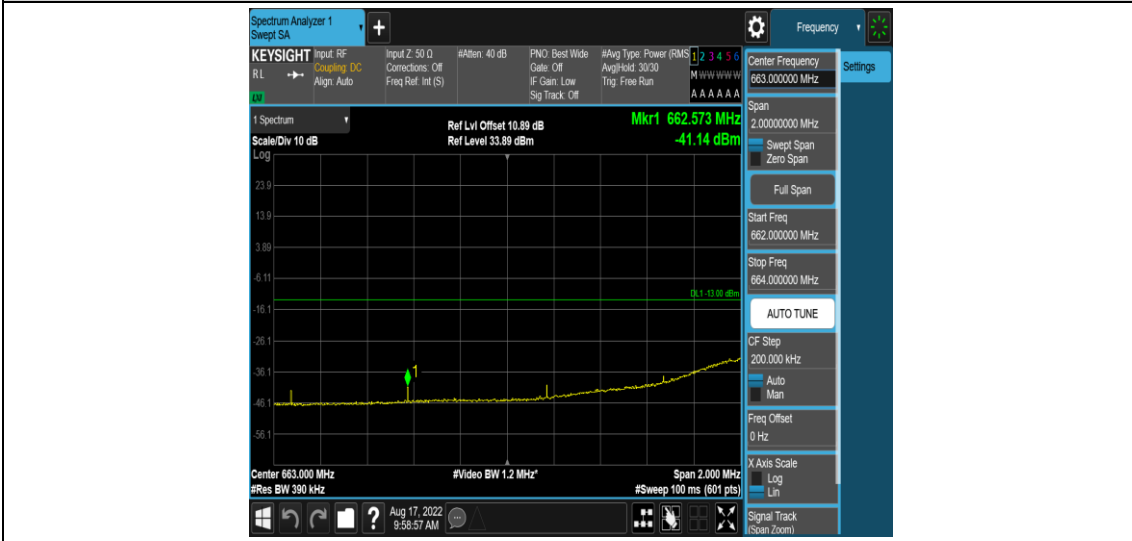 Spectrum Analyzer 1
Swept SA
+
Frequency
KEYSIGHT
RL
LXI
Input: RF
Coupling: DC
Align: Auto
Input Z: 50 Ω
Corrections: Off
Freq Ref: Int (S)
#Atten: 40 dB
PNO: Best Wide
Gate: Off
IF Gain: Low
Sig Track: Off
#Avg Type: Power (RMS
Avg|Hold: 30/30
Trig: Free Run
1 2 3 4 5 6
M W W W W W
A A A A A A
1 Spectrum
Scale/Div 10 dB
Log
Ref Lvl Offset 10.89 dB
Ref Level 33.89 dBm
Mkr1 662.573 MHz
-41.14 dBm
23.9
13.9
3.89
-6.11
DL1 -13.00 dBm
-16.1
-26.1
-36.1
1
-46.1
-56.1
Center 663.000 MHz
#Video BW 1.2 MHz*
Span 2.000 MHz
#Res BW 390 kHz
#Sweep 100 ms (601 pts)
?
Aug 17, 2022
9:58:57 AM
Center Frequency
663.000000 MHz
Settings
Span
2.00000000 MHz
Swept Span
Zero Span
Full Span
Start Freq
662.000000 MHz
Stop Freq
664.000000 MHz
AUTO TUNE
CF Step
200.000 kHz
Auto
Man
Freq Offset
0 Hz
X Axis Scale
Log
Lin
Signal Track
(Span Zoom)